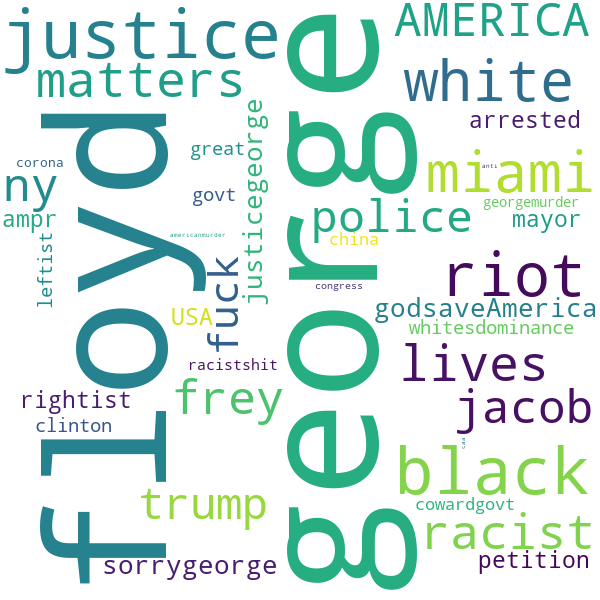 justice
george
AMERICA
matters
white
floyd
justicegeorge
arrested
great
corona
miami
anti
ny
govt
georgemurder
ampr
police
mayor
americanmurder
china
leftist
fuck
riot
congress
godsaveAmerica
USA
whitesdominance
racistshit
lives
frey
rightist
jacob
clinton
caa
black
trump
cowardgovt
racist
sorrygeorge
petition